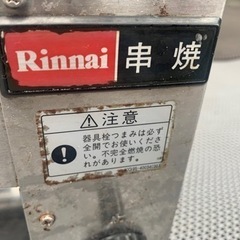 Rinnai 串焼
⚠注意
器具栓つまみは必ず
全開でお使いくださ
い。不完全燃焼の恐
れがあります。